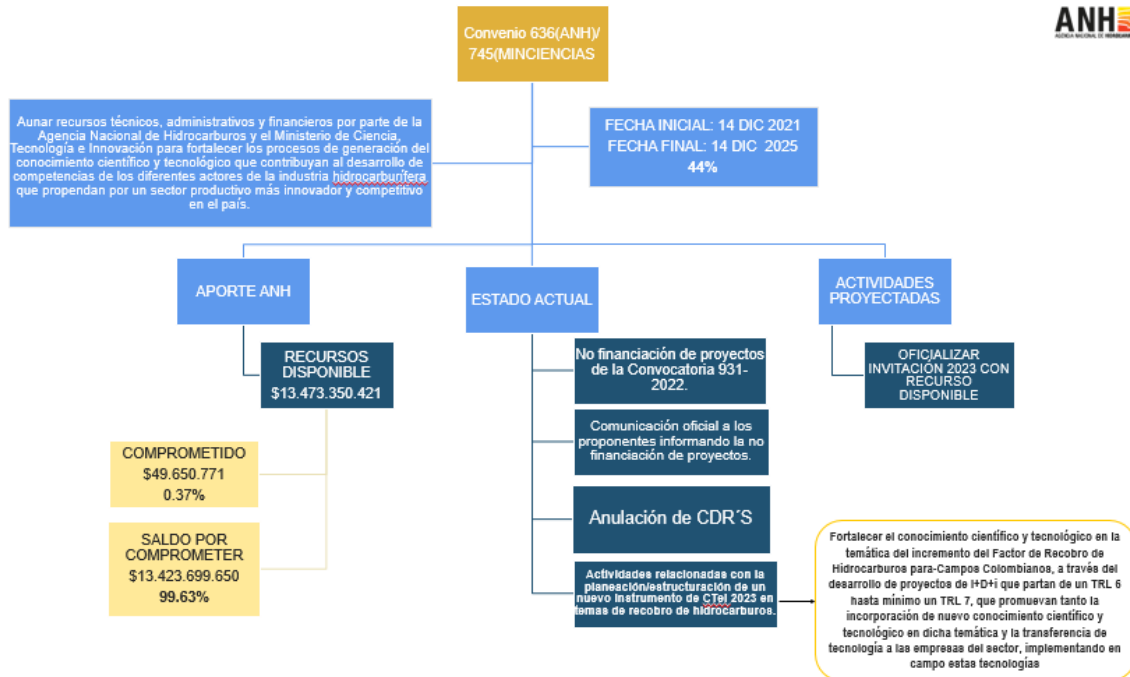 ANH
AGENCIA NACIONAL DE HIDROCARBUROS
Convenio 636(ANH)/
745(MINCIENCIAS
Aunar recursos técnicos, administrativos y financieros por parte de la
Agencia Nacional de Hidrocarburos y el Ministerio de Ciencia,
Tecnología e Innovación para fortalecer los procesos de generación del
conocimiento científico y tecnológico que contribuyan al desarrollo de
competencias de los diferentes actores de la industria hidrocarburífera
que propendan por un sector productivo más innovador y competitivo
en el país.
FECHA INICIAL: 14 DIC 2021
FECHA FINAL: 14 DIC 2025
44%
APORTE ANH
RECURSOS
DISPONIBLE
$13.473.350.421
COMPROMETIDO
$49.650.771
0.37%
SALDO POR
COMPROMETER
$13.423.699.650
99.63%
ESTADO ACTUAL
No financiación de proyectos
de la Convocatoria 931-
2022.
Comunicación oficial a los
proponentes informando la no
financiación de proyectos.
Anulación de CDR´S
Actividades relacionadas con la
planeación/estructuración de un
nuevo instrumento de CTeI 2023 en
temas de recobro de hidrocarburos.
Fortalecer el conocimiento científico y tecnológico en la
temática del incremento del Factor de Recobro de
Hidrocarburos para-Campos Colombianos, a través del
desarrollo de proyectos de I+D+i que partan de un TRL 6
hasta mínimo un TRL 7, que promuevan tanto la
incorporación de nuevo conocimiento científico y
tecnológico en dicha temática y la transferencia de
tecnología a las empresas del sector, implementando en
campo estas tecnologías
ACTIVIDADES
PROYECTADAS
OFICIALIZAR
INVITACIÓN 2023 CON
RECURSO
DISPONIBLE